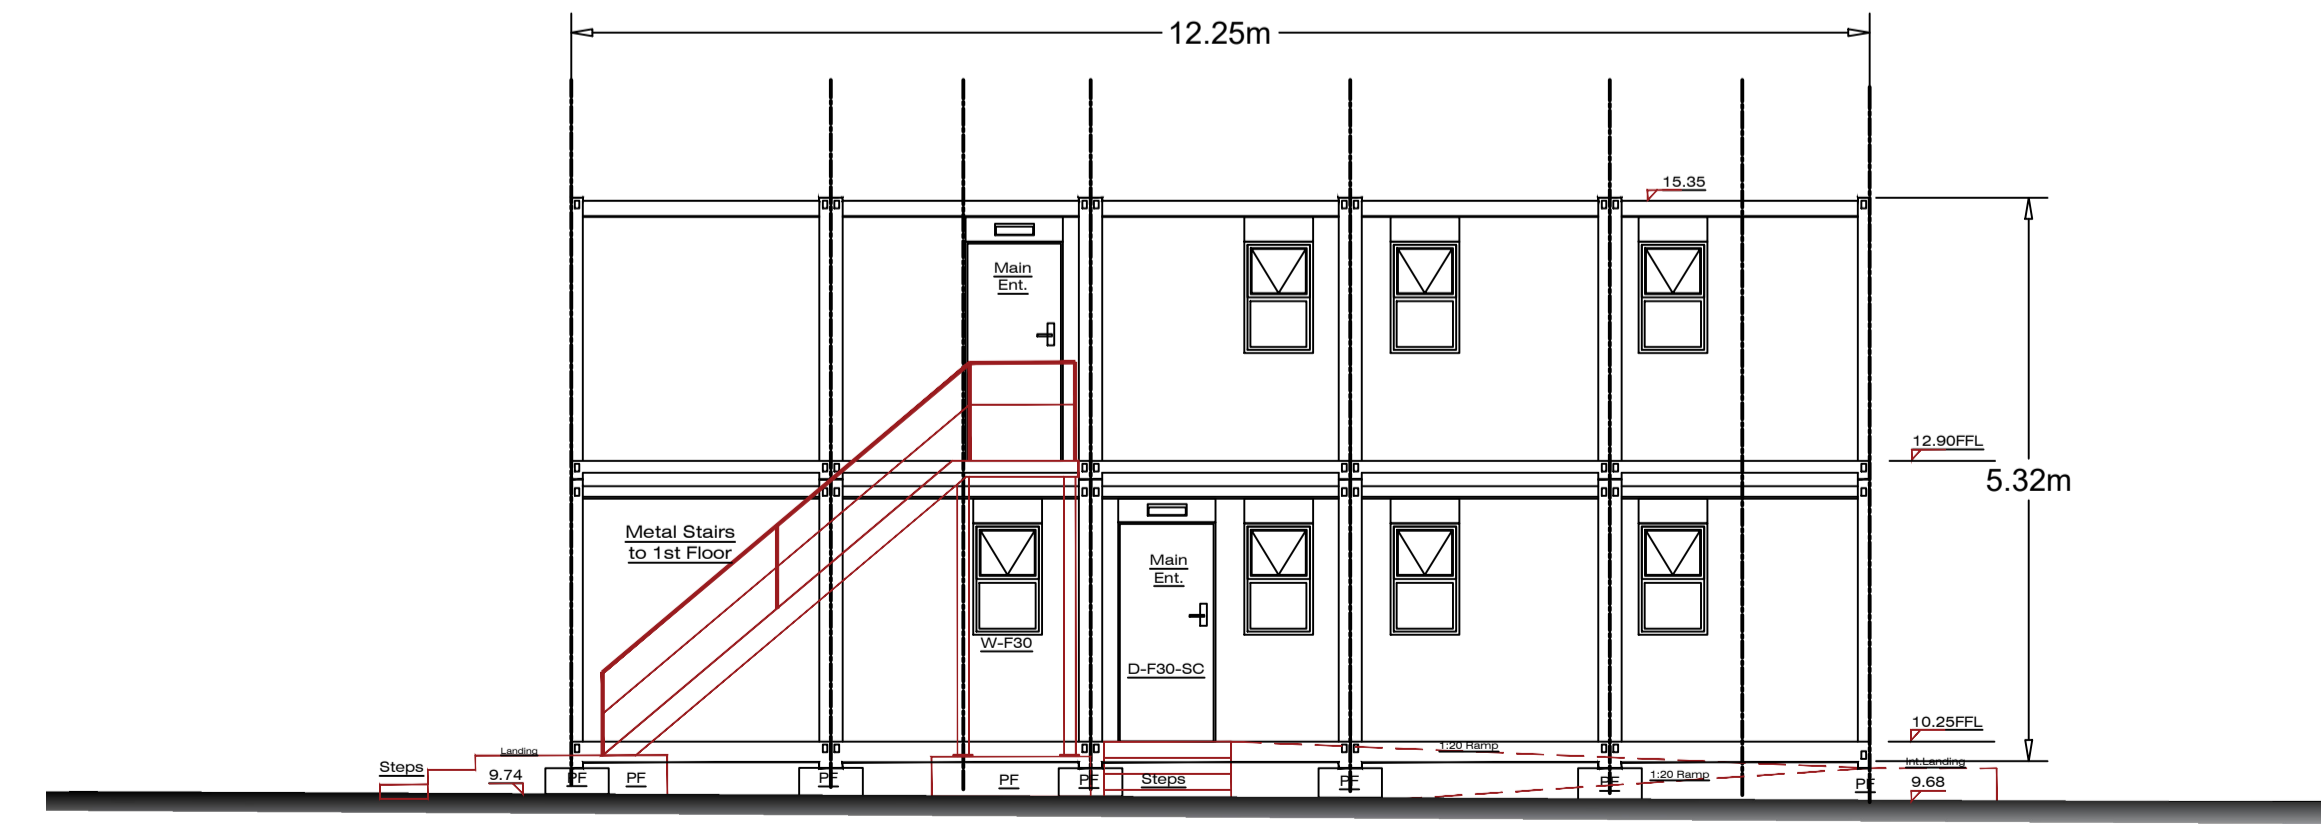 12.25m
15.35
Main
Ent.
12.90FFL
5.32m
Metal Stairs
to 1st Floor
Main
Ent.
W-F30
D-F30-SC
10.25FFL
Landing
1:20 Ramp
Steps
9.74
PF
PF
PF
PF
PF
Steps
PF
PF
1:20 Ramp
PF
Int.Landing
9.68